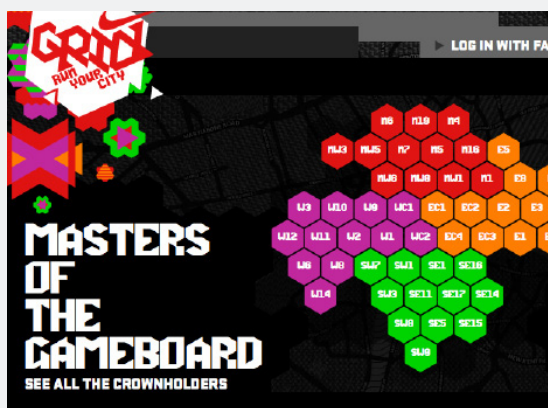 GRID
RUN
YOUR
CITY
LOG IN WITH FA
N6 N19 N4
NW3 NW5 N7 N5 N16 E5
NW6 NW8 NW1 N1 E8
W3 W10 W9 WC1 EC1 EC2 E2 E3
W12 W11 W2 W1 WC2 EC4 EC3 E1
W6 W8 SW7 SW1 SE1 SE16
W14 SW3 SE11 SE17 SE14
SW8 SE5 SE15
SW9
MASTERS
OF
THE
GAMEBOARD
SEE ALL THE CROWNHOLDERS